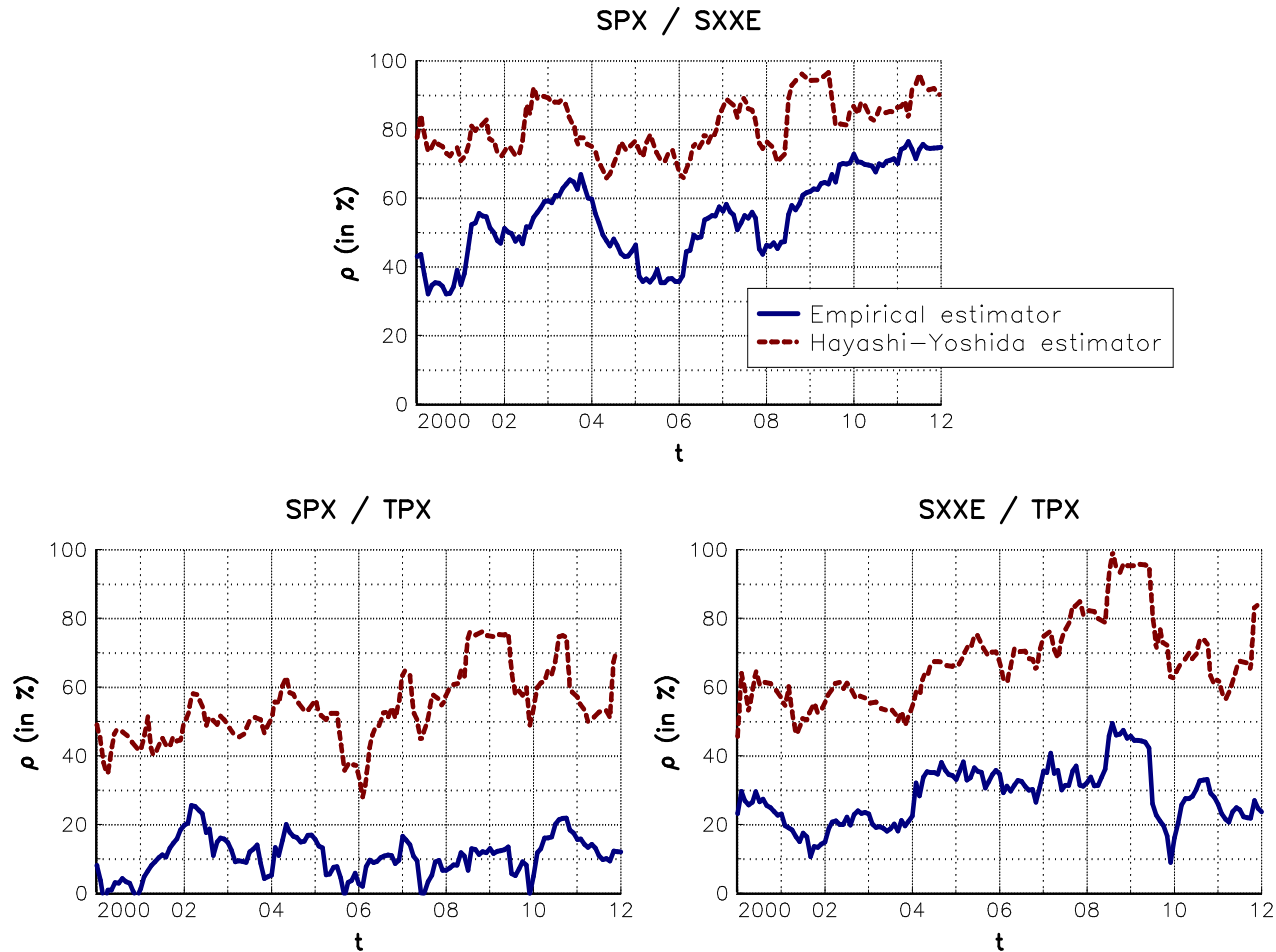 SPX / SXXE
ρ (in %)
100
80
60
40
20
0
2000 02 04 06 08 10 12
t
Empirical estimator
Hayashi-Yoshida estimator
SPX / TPX
ρ (in %)
100
80
60
40
20
0
2000 02 04 06 08 10 12
t
SXXE / TPX
ρ (in %)
100
80
60
40
20
0
2000 02 04 06 08 10 12
t